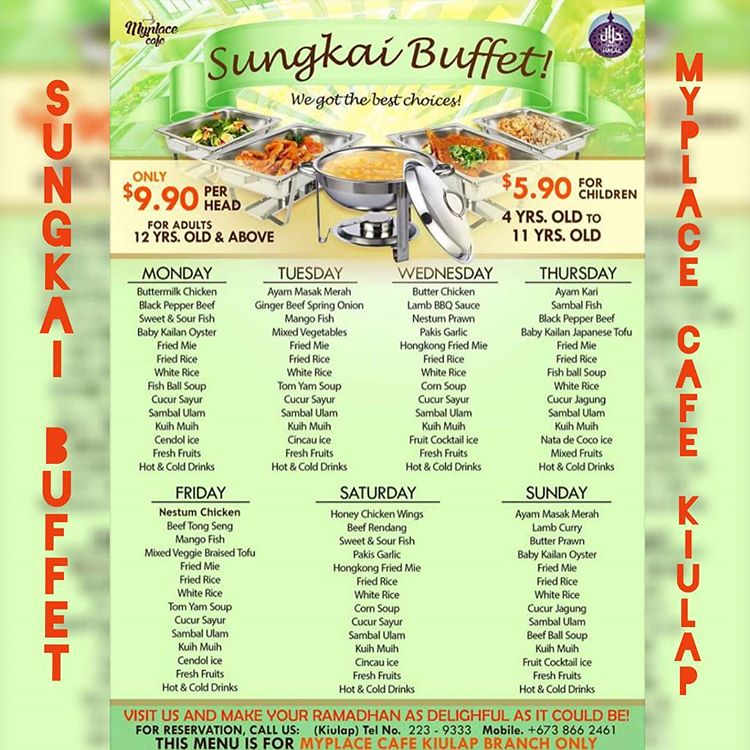 Myplace
cafe
حلال
HALAL
Sungkai Buffet!
We got the best choices!
ONLY
$9.90 PER
HEAD
FOR ADULTS
12 YRS. OLD & ABOVE
$5.90 FOR
CHILDREN
4 YRS. OLD TO
11 YRS. OLD
SUNGKAI BUFFET
MYPLACE CAFE KIULAP
MONDAY
Buttermilk Chicken
Black Pepper Beef
Sweet & Sour Fish
Baby Kailan Oyster
Fried Mie
Fried Rice
White Rice
Fish Ball Soup
Cucur Sayur
Sambal Ulam
Kuih Muih
Cendol ice
Fresh Fruits
Hot & Cold Drinks
TUESDAY
Ayam Masak Merah
Ginger Beef Spring Onion
Mango Fish
Mixed Vegetables
Fried Mie
Fried Rice
White Rice
Tom Yam Soup
Cucur Sayur
Sambal Ulam
Kuih Muih
Cincau ice
Fresh Fruits
Hot & Cold Drinks
WEDNESDAY
Butter Chicken
Lamb BBQ Sauce
Nestum Prawn
Pakis Garlic
Hongkong Fried Mie
Fried Rice
White Rice
Corn Soup
Cucur Sayur
Sambal Ulam
Kuih Muih
Fruit Cocktail ice
Fresh Fruits
Hot & Cold Drinks
THURSDAY
Ayam Kari
Sambal Fish
Black Pepper Beef
Baby Kailan Japanese Tofu
Fried Mie
Fried Rice
Fish ball Soup
White Rice
Cucur Jagung
Sambal Ulam
Kuih Muih
Nata de Coco ice
Mixed Fruits
Hot & Cold Drinks
FRIDAY
Nestum Chicken
Beef Tong Seng
Mango Fish
Mixed Veggie Braised Tofu
Fried Mie
Fried Rice
White Rice
Tom Yam Soup
Cucur Sayur
Sambal Ulam
Kuih Muih
Cendol ice
Fresh Fruits
Hot & Cold Drinks
SATURDAY
Honey Chicken Wings
Beef Rendang
Sweet & Sour Fish
Pakis Garlic
Hongkong Fried Mie
Fried Rice
White Rice
Corn Soup
Cucur Sayur
Sambal Ulam
Kuih Muih
Cincau ice
Fresh Fruits
Hot & Cold Drinks
SUNDAY
Ayam Masak Merah
Lamb Curry
Butter Prawn
Baby Kailan Oyster
Fried Mie
Fried Rice
White Rice
Cucur Jagung
Sambal Ulam
Beef Ball Soup
Kuih Muih
Fruit Cocktail ice
Fresh Fruits
Hot & Cold Drinks
VISIT US AND MAKE YOUR RAMADHAN AS DELIGHFUL AS IT COULD BE!
FOR RESERVATION, CALL US: (Kiulap) Tel No. 223 - 9333 Mobile. +673 866 2461
THIS MENU IS FOR MYPLACE CAFE KIULAP BRANCH ONLY